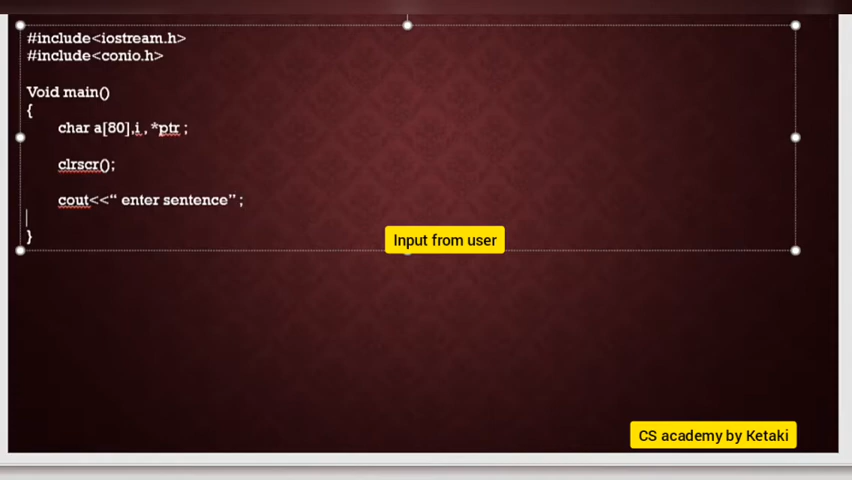 #include<iostream.h>
#include<conio.h>
Void main()
{
char a[80],i , *ptr ;
clrscr();
cout<<“ enter sentence” ;
}
Input from user
CS academy by Ketaki